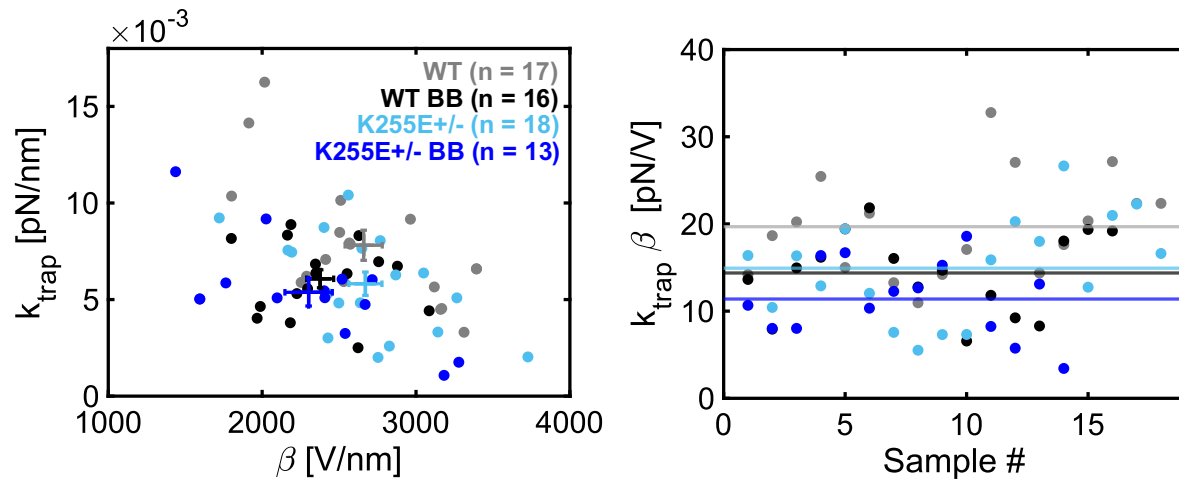 ×10⁻³
k_trap [pN/nm]
15
10
5
0
1000
2000
3000
4000
β [V/nm]
WT (n = 17)
WT BB (n = 16)
K255E+/- (n = 18)
K255E+/- BB (n = 13)
k_trap β [pN/V]
40
30
20
10
0
0
5
10
15
Sample #